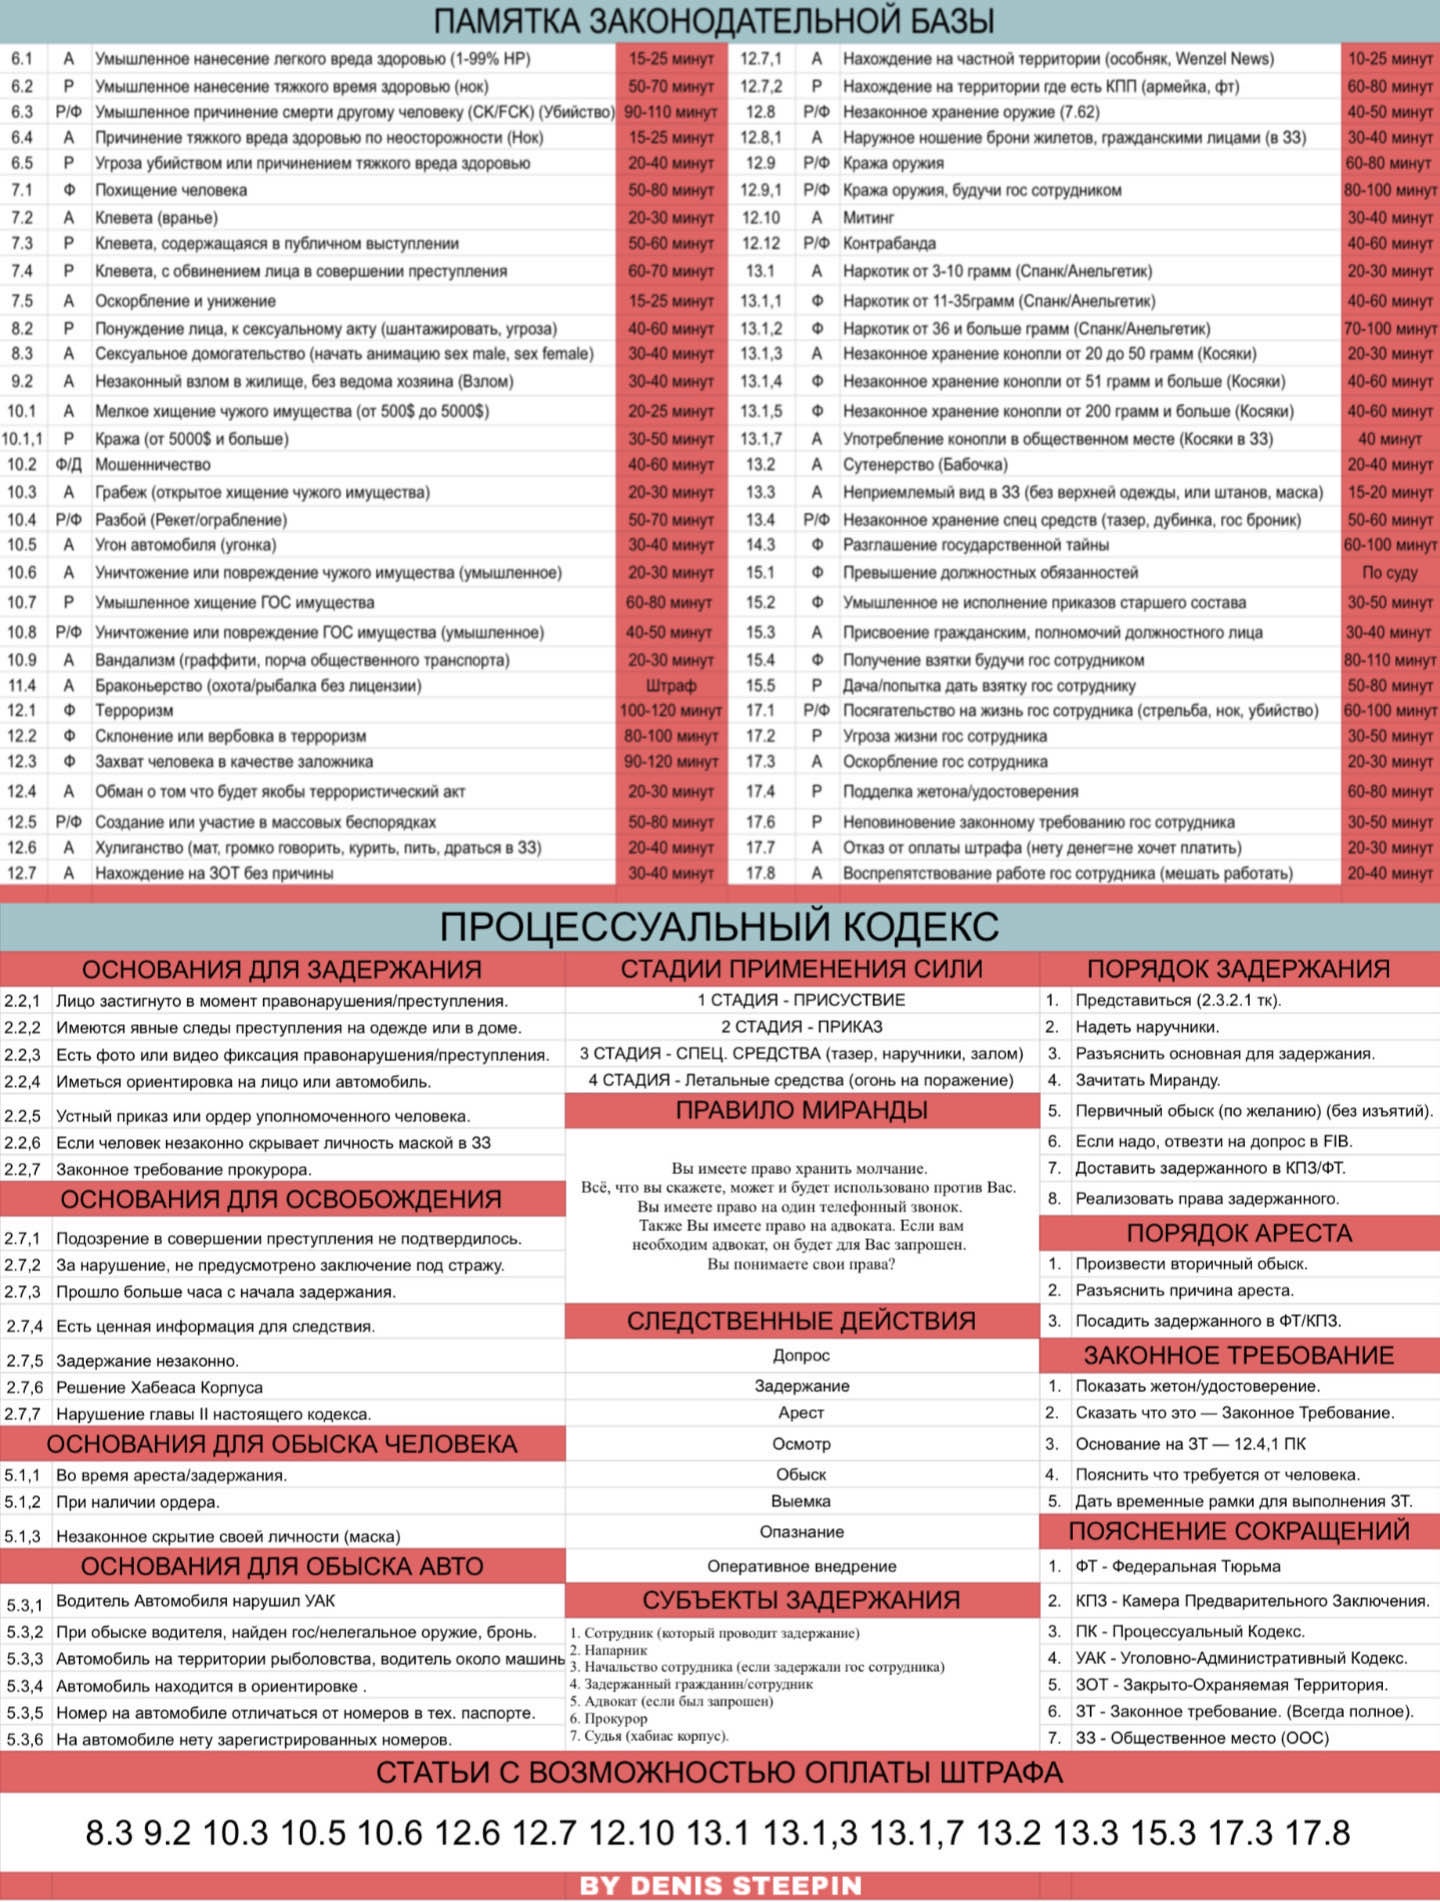 ПАМЯТКА ЗАКОНОДАТЕЛЬНОЙ БАЗЫ
6.1 А Умышленное нанесение легкого вреда здоровью (1-99% HP) 15-25 минут
6.2 Р Умышленное нанесение тяжкого время здоровью (нок) 50-70 минут
6.3 Р/Ф Умышленное причинение смерти другому человеку (СК/FCK) (Убийство) 90-110 минут
6.4 А Причинение тяжкого вреда здоровью по неосторожности (Нок) 15-25 минут
6.5 Р Угроза убийством или причинением тяжкого вреда здоровью 20-40 минут
7.1 Ф Похищение человека 50-80 минут
7.2 А Клевета (вранье) 20-30 минут
7.3 Р Клевета, содержащаяся в публичном выступлении 50-60 минут
7.4 Р Клевета, с обвинением лица в совершении преступления 60-70 минут
7.5 А Оскорбление и унижение 15-25 минут
8.2 Р Понуждение лица, к сексуальному акту (шантажировать, угроза) 40-60 минут
8.3 А Сексуальное домогательство (начать анимацию sex male, sex female) 30-40 минут
9.2 А Незаконный взлом в жилище, без ведома хозяина (Взлом) 30-40 минут
10.1 А Мелкое хищение чужого имущества (от 500$ до 5000$) 20-25 минут
10.1,1 Р Кража (от 5000$ и больше) 30-50 минут
10.2 Ф/Д Мошенничество 40-60 минут
10.3 А Грабеж (открытое хищение чужого имущества) 20-30 минут
10.4 Р/Ф Разбой (Рекет/ограбление) 50-70 минут
10.5 А Угон автомобиля (угонка) 30-40 минут
10.6 А Уничтожение или повреждение чужого имущества (умышленное) 20-30 минут
10.7 Р Умышленное хищение ГОС имущества 60-80 минут
10.8 Р/Ф Уничтожение или повреждение ГОС имущества (умышленное) 40-50 минут
10.9 А Вандализм (граффити, порча общественного транспорта) 20-30 минут
11.4 А Браконьерство (охота/рыбалка без лицензии) Штраф
12.1 Ф Терроризм 100-120 минут
12.2 Ф Склонение или вербовка в терроризм 80-100 минут
12.3 Ф Захват человека в качестве заложника 90-120 минут
12.4 А Обман о том что будет якобы террористический акт 20-30 минут
12.5 Р/Ф Создание или участие в массовых беспорядках 50-80 минут
12.6 А Хулиганство (мат, громко говорить, курить, пить, драться в ЗЗ) 20-40 минут
12.7 А Нахождение на ЗОТ без причины 30-40 минут
12.7,1 А Нахождение на частной территории (особняк, Wenzel News) 10-25 минут
12.7,2 Р Нахождение на территории где есть КПП (армейка, фт) 60-80 минут
12.8 Р/Ф Незаконное хранение оружие (7.62) 40-50 минут
12.8,1 А Наружное ношение брони жилетов, гражданскими лицами (в ЗЗ) 30-40 минут
12.9 Р/Ф Кража оружия 60-80 минут
12.9,1 Р/Ф Кража оружия, будучи гос сотрудником 80-100 минут
12.10 А Митинг 30-40 минут
12.12 Р/Ф Контрабанда 40-60 минут
13.1 А Наркотик от 3-10 грамм (Спанк/Анельгетик) 20-30 минут
13.1,1 Ф Наркотик от 11-35грамм (Спанк/Анельгетик) 40-60 минут
13.1,2 Ф Наркотик от 36 и больше грамм (Спанк/Анельгетик) 70-100 минут
13.1,3 А Незаконное хранение конопли от 20 до 50 грамм (Косяки) 20-30 минут
13.1,4 Ф Незаконное хранение конопли от 51 грамм и больше (Косяки) 40-60 минут
13.1,5 Ф Незаконное хранение конопли от 200 грамм и больше (Косяки) 40-60 минут
13.1,7 А Употребление конопли в общественном месте (Косяки в ЗЗ) 40 минут
13.2 А Сутенерство (Бабочка) 20-40 минут
13.3 А Неприемлемый вид в ЗЗ (без верхней одежды, или штанов, маска) 15-20 минут
13.4 Р/Ф Незаконное хранение спец средств (тазер, дубинка, гос броник) 50-60 минут
14.3 Ф Разглашение государственной тайны 60-100 минут
15.1 Ф Превышение должностных обязанностей По суду
15.2 Ф Умышленное не исполнение приказов старшего состава 30-50 минут
15.3 А Присвоение гражданским, полномочий должностного лица 30-40 минут
15.4 Ф Получение взятки будучи гос сотрудником 80-110 минут
15.5 Р Дача/попытка дать взятку гос сотруднику 50-80 минут
17.1 Р/Ф Посягательство на жизнь гос сотрудника (стрельба, нок, убийство) 60-100 минут
17.2 Р Угроза жизни гос сотрудника 30-50 минут
17.3 А Оскорбление гос сотрудника 20-30 минут
17.4 Р Подделка жетона/удостоверения 60-80 минут
17.6 Р Неповиновение законному требованию гос сотрудника 30-50 минут
17.7 А Отказ от оплаты штрафа (нету денег=не хочет платить) 20-30 минут
17.8 А Воспрепятствование работе гос сотрудника (мешать работать) 20-40 минут
ПРОЦЕССУАЛЬНЫЙ КОДЕКС
ОСНОВАНИЯ ДЛЯ ЗАДЕРЖАНИЯ
2.2,1 Лицо застигнуто в момент правонарушения/преступления.
2.2,2 Имеются явные следы преступления на одежде или в доме.
2.2,3 Есть фото или видео фиксация правонарушения/преступления.
2.2,4 Иметься ориентировка на лицо или автомобиль.
2.2,5 Устный приказ или ордер уполномоченного человека.
2.2,6 Если человек незаконно скрывает личность маской в ЗЗ
2.2,7 Законное требование прокурора.
ОСНОВАНИЯ ДЛЯ ОСВОБОЖДЕНИЯ
2.7,1 Подозрение в совершении преступления не подтвердилось.
2.7,2 За нарушение, не предусмотрено заключение под стражу.
2.7,3 Прошло больше часа с начала задержания.
2.7,4 Есть ценная информация для следствия.
2.7,5 Задержание незаконно.
2.7,6 Решение Хабеаса Корпуса
2.7,7 Нарушение главы II настоящего кодекса.
ОСНОВАНИЯ ДЛЯ ОБЫСКА ЧЕЛОВЕКА
5.1,1 Во время ареста/задержания.
5.1,2 При наличии ордера.
5.1,3 Незаконное скрытие своей личности (маска)
ОСНОВАНИЯ ДЛЯ ОБЫСКА АВТО
5.3,1 Водитель Автомобиля нарушил УАК
5.3,2 При обыске водителя, найден гос/нелегальное оружие, бронь.
5.3,3 Автомобиль на территории рыболовства, водитель около машины
5.3,4 Автомобиль находится в ориентировке .
5.3,5 Номер на автомобиле отличаться от номеров в тех. паспорте.
5.3,6 На автомобиле нету зарегистрированных номеров.
СТАДИИ ПРИМЕНЕНИЯ СИЛИ
1 СТАДИЯ - ПРИСУСТВИЕ
2 СТАДИЯ - ПРИКАЗ
3 СТАДИЯ - СПЕЦ. СРЕДСТВА (тазер, наручники, залом)
4 СТАДИЯ - Летальные средства (огонь на поражение)
ПРАВИЛО МИРАНДЫ
Вы имеете право хранить молчание.
Всё, что вы скажете, может и будет использовано против Вас.
Вы имеете право на один телефонный звонок.
Также Вы имеете право на адвоката. Если вам
необходим адвокат, он будет для Вас запрошен.
Вы понимаете свои права?
СЛЕДСТВЕННЫЕ ДЕЙСТВИЯ
Допрос
Задержание
Арест
Осмотр
Обыск
Выемка
Опазнание
Оперативное внедрение
СУБЪЕКТЫ ЗАДЕРЖАНИЯ
1. Сотрудник (который проводит задержание)
2. Напарник
3. Начальство сотрудника (если задержали гос сотрудника)
4. Задержанный гражданин/сотрудник
5. Адвокат (если был запрошен)
6. Прокурор
7. Судья (хабиас корпус).
ПОРЯДОК ЗАДЕРЖАНИЯ
1. Представиться (2.3.2.1 тк).
2. Надеть наручники.
3. Разъяснить основная для задержания.
4. Зачитать Миранду.
5. Первичный обыск (по желанию) (без изъятий).
6. Если надо, отвезти на допрос в FIB.
7. Доставить задержанного в КПЗ/ФТ.
8. Реализовать права задержанного.
ПОРЯДОК АРЕСТА
1. Произвести вторичный обыск.
2. Разъяснить причина ареста.
3. Посадить задержанного в ФТ/КПЗ.
ЗАКОННОЕ ТРЕБОВАНИЕ
1. Показать жетон/удостоверение.
2. Сказать что это — Законное Требование.
3. Основание на ЗТ — 12.4,1 ПК
4. Пояснить что требуется от человека.
5. Дать временные рамки для выполнения ЗТ.
ПОЯСНЕНИЕ СОКРАЩЕНИЙ
1. ФТ - Федеральная Тюрьма
2. КПЗ - Камера Предварительного Заключения.
3. ПК - Процессуальный Кодекс.
4. УАК - Уголовно-Административный Кодекс.
5. ЗОТ - Закрыто-Охраняемая Территория.
6. ЗТ - Законное требование. (Всегда полное).
7. ЗЗ - Общественное место (ООС)
СТАТЬИ С ВОЗМОЖНОСТЬЮ ОПЛАТЫ ШТРАФА
8.3 9.2 10.3 10.5 10.6 12.6 12.7 12.10 13.1 13.1,3 13.1,7 13.2 13.3 15.3 17.3 17.8
BY DENIS STEEPIN